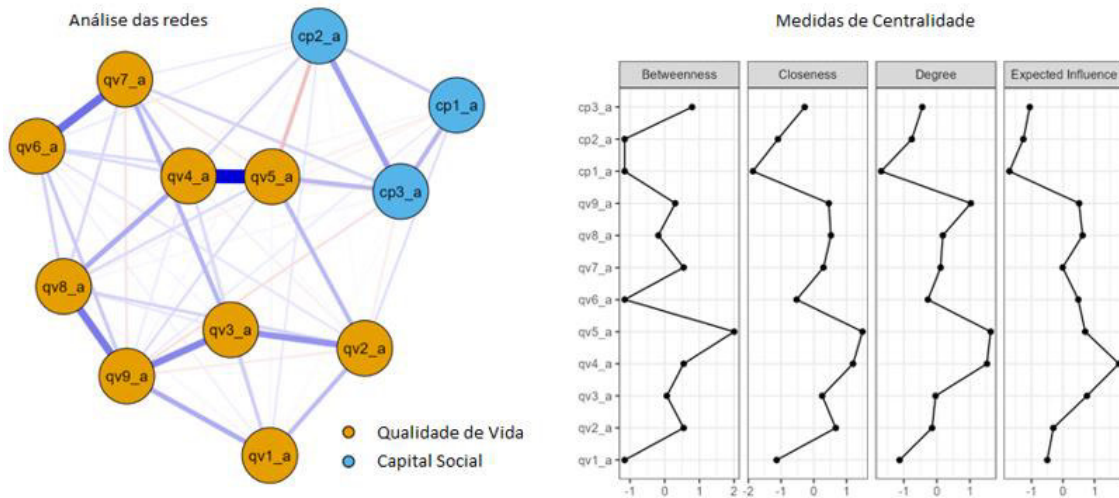 Análise das redes
Medidas de Centralidade
cp2_a
qv7_a
cp1_a
qv6_a
qv4_a
qv5_a
cp3_a
qv8_a
qv3_a
qv2_a
qv9_a
qv1_a
Qualidade de Vida
Capital Social
Betweenness Closeness Degree Expected Influence
cp3_a
cp2_a
cp1_a
qv9_a
qv8_a
qv7_a
qv6_a
qv5_a
qv4_a
qv3_a
qv2_a
qv1_a
-1 0 1 2 -2 -1 0 1 -1 0 1 -1 0 1